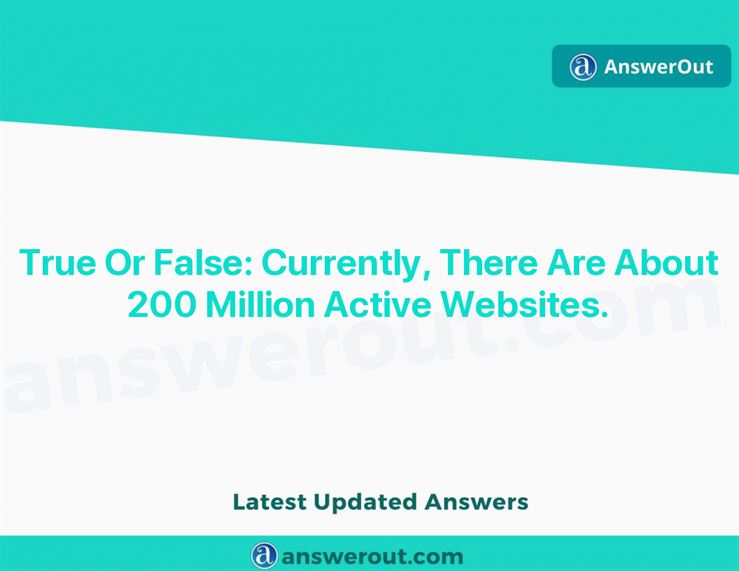 AnswerOut
True Or False: Currently, There Are About
200 Million Active Websites.
answerout.com
Latest Updated Answers
answerout.com